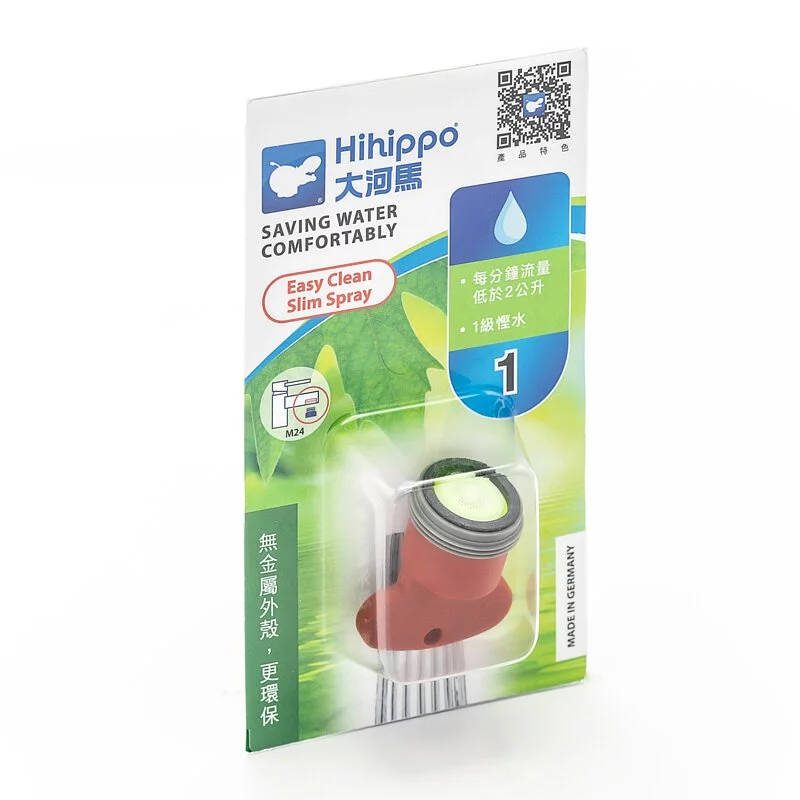 產品特色
Hihippo®
大河馬
®
SAVING WATER
COMFORTABLY
Easy Clean
Slim Spray
• 每分鐘流量
低於2公升
• 1級慳水
1
M24
無金屬外殼，更環保
MADE IN GERMANY